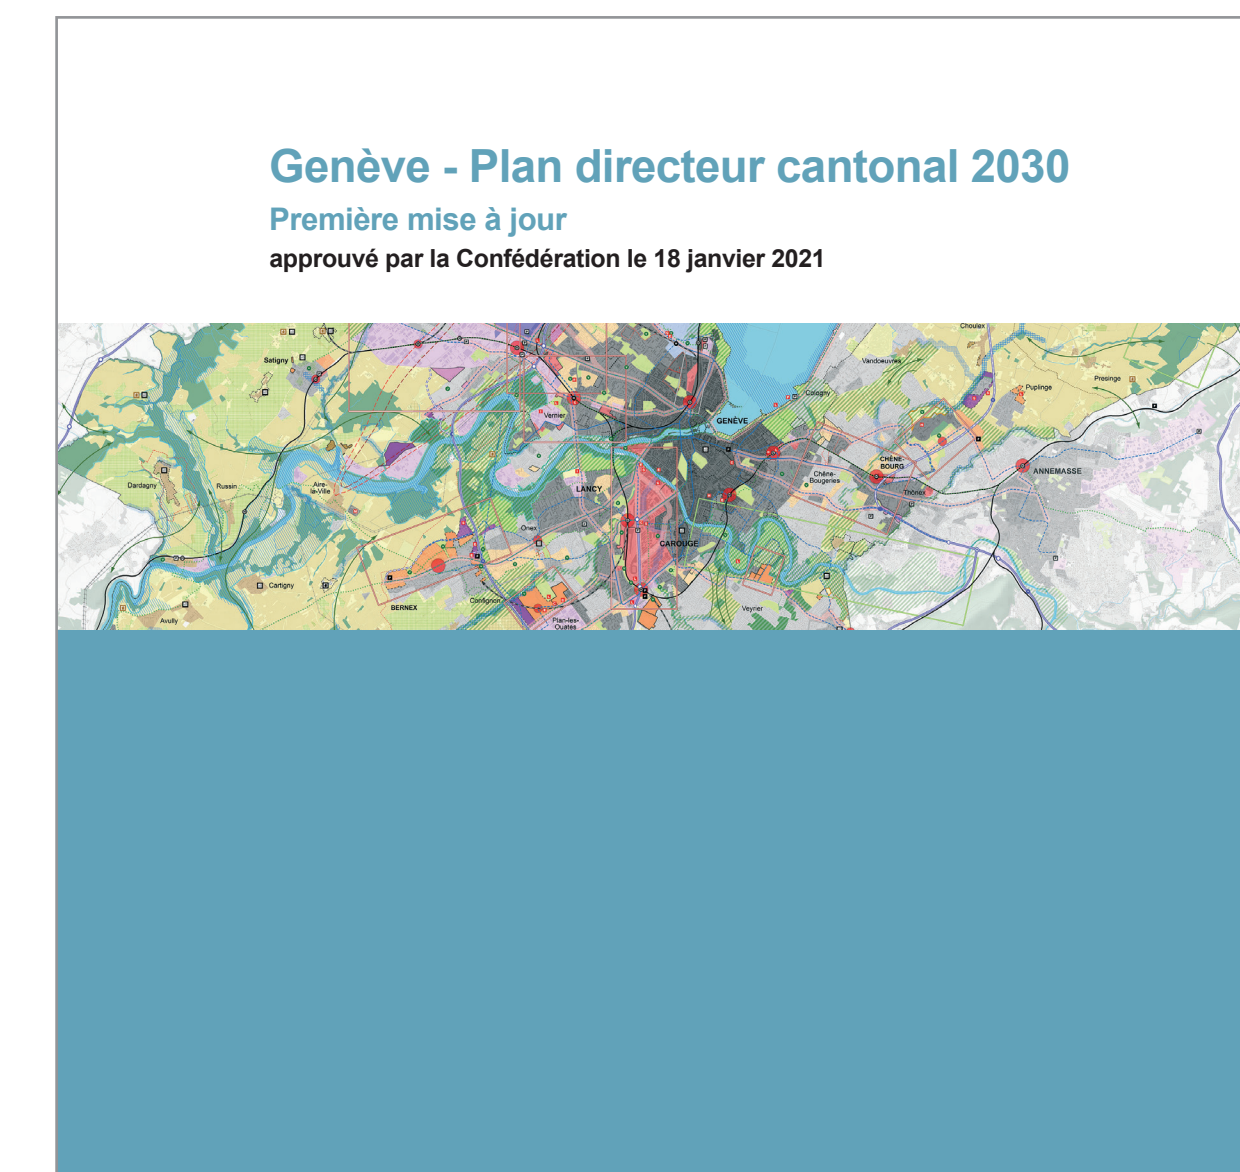 Genève - Plan directeur cantonal 2030
Première mise à jour
approuvé par la Confédération le 18 janvier 2021
Choulex
Satigny
Vandoeuvres
Presinge
Puplinge
Cologny
Vernier
GENÈVE
CHÊNE-
BOURG
ANNEMASSE
Chêne-
Bougeries
Dardagny
Russin
Aire-
la-Ville
LANCY
Thônex
Onex
CAROUGE
Cartigny
BERNEX
Confignon
Veyrier
Avully
Plan-les-
Ouates